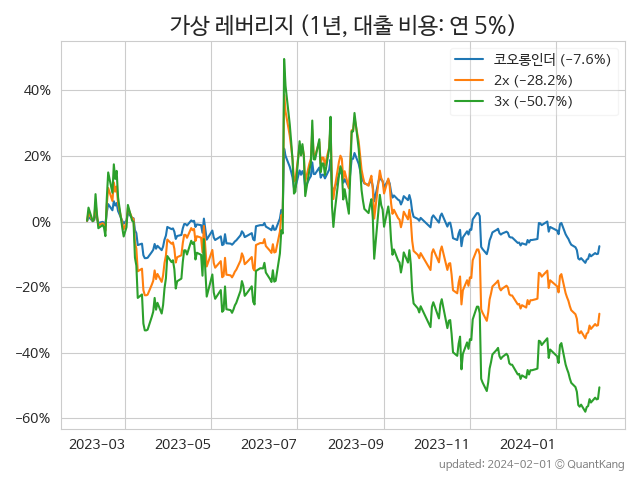 가상 레버리지 (1년, 대출 비용: 연 5%)
코오롱인더 (−7.6%)
2x (−28.2%)
3x (−50.7%)
40%
20%
0%
−20%
−40%
−60%
2023-03
2023-05
2023-07
2023-09
2023-11
2024-01
updated: 2024-02-01 © QuantKang